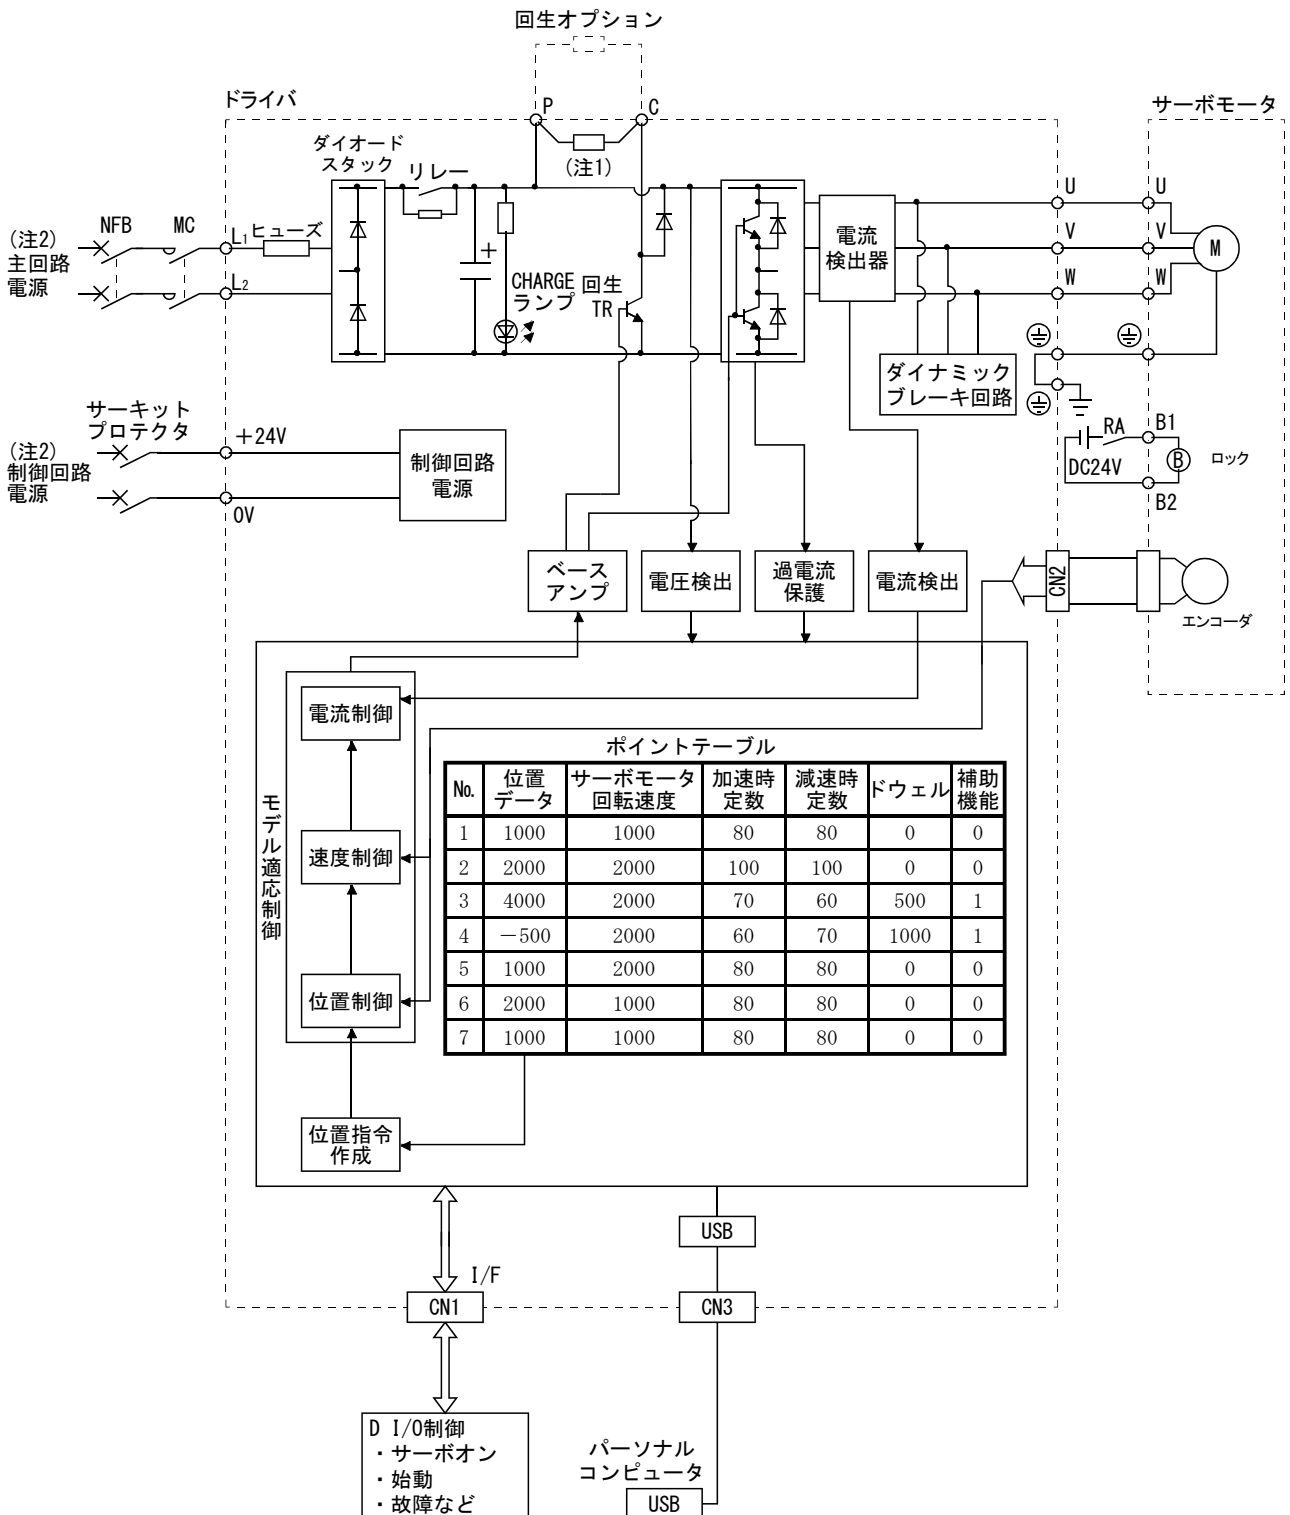 回生オプション
ドライバ
P
C
サーボモータ
ダイオード
スタック
リレー
(注1)
U
U
NFB
MC
L1
ヒューズ
(注2)
主回路
電源
電流
検出器
V
V
M
L2
CHARGE
ランプ
回生
TR
W
W
ダイナミック
ブレーキ回路
サーキット
プロテクタ
(注2)
制御回路
電源
+24V
0V
制御回路
電源
RA
DC24V
B1
B
ロック
B2
ベース
アンプ
電圧検出
過電流
保護
電流検出
CN2
エンコーダ
モデル適応制御
電流制御
速度制御
位置制御
位置指令
作成
ポイントテーブル
No. 位置データ サーボモータ回転速度 加速時定数 減速時定数 ドウェル 補助機能
1 1000 1000 80 80 0 0
2 2000 2000 100 100 0 0
3 4000 2000 70 60 500 1
4 −500 2000 60 70 1000 1
5 1000 2000 80 80 0 0
6 2000 1000 80 80 0 0
7 1000 1000 80 80 0 0
USB
I/F
CN1
CN3
D I/O制御
・サーボオン
・始動
・故障など
パーソナル
コンピュータ
USB